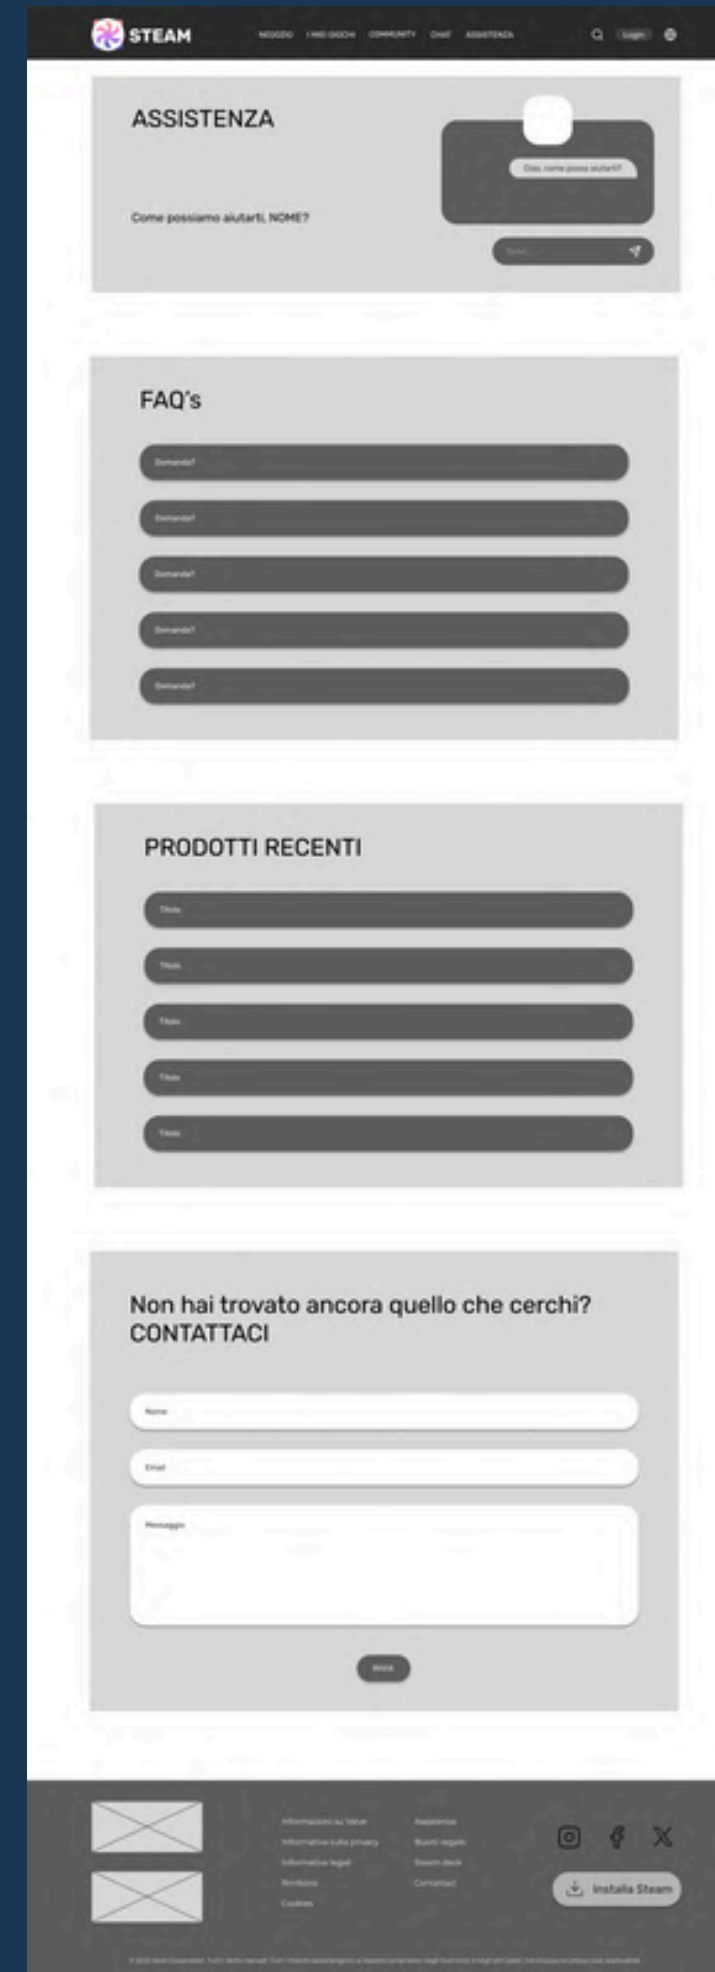 STEAM
NEGOZIO I MIEI GIOCHI COMMUNITY CHAT ASSISTENZA Login
ASSISTENZA
Ciao, come posso aiutarti?
Come possiamo aiutarti, NOME?
FAQ's
Domanda?
Domanda?
Domanda?
Domanda?
Domanda?
PRODOTTI RECENTI
Titolo
Titolo
Titolo
Titolo
Titolo
Non hai trovato ancora quello che cerchi?
CONTATTACI
Nome
Email
Messaggio
INVIA
Informazioni su Valve
Informativa sulla privacy
Informative legali
Rimborsi
Cookies
Assistenza
Buoni regalo
Steam deck
Contattaci
Installa Steam